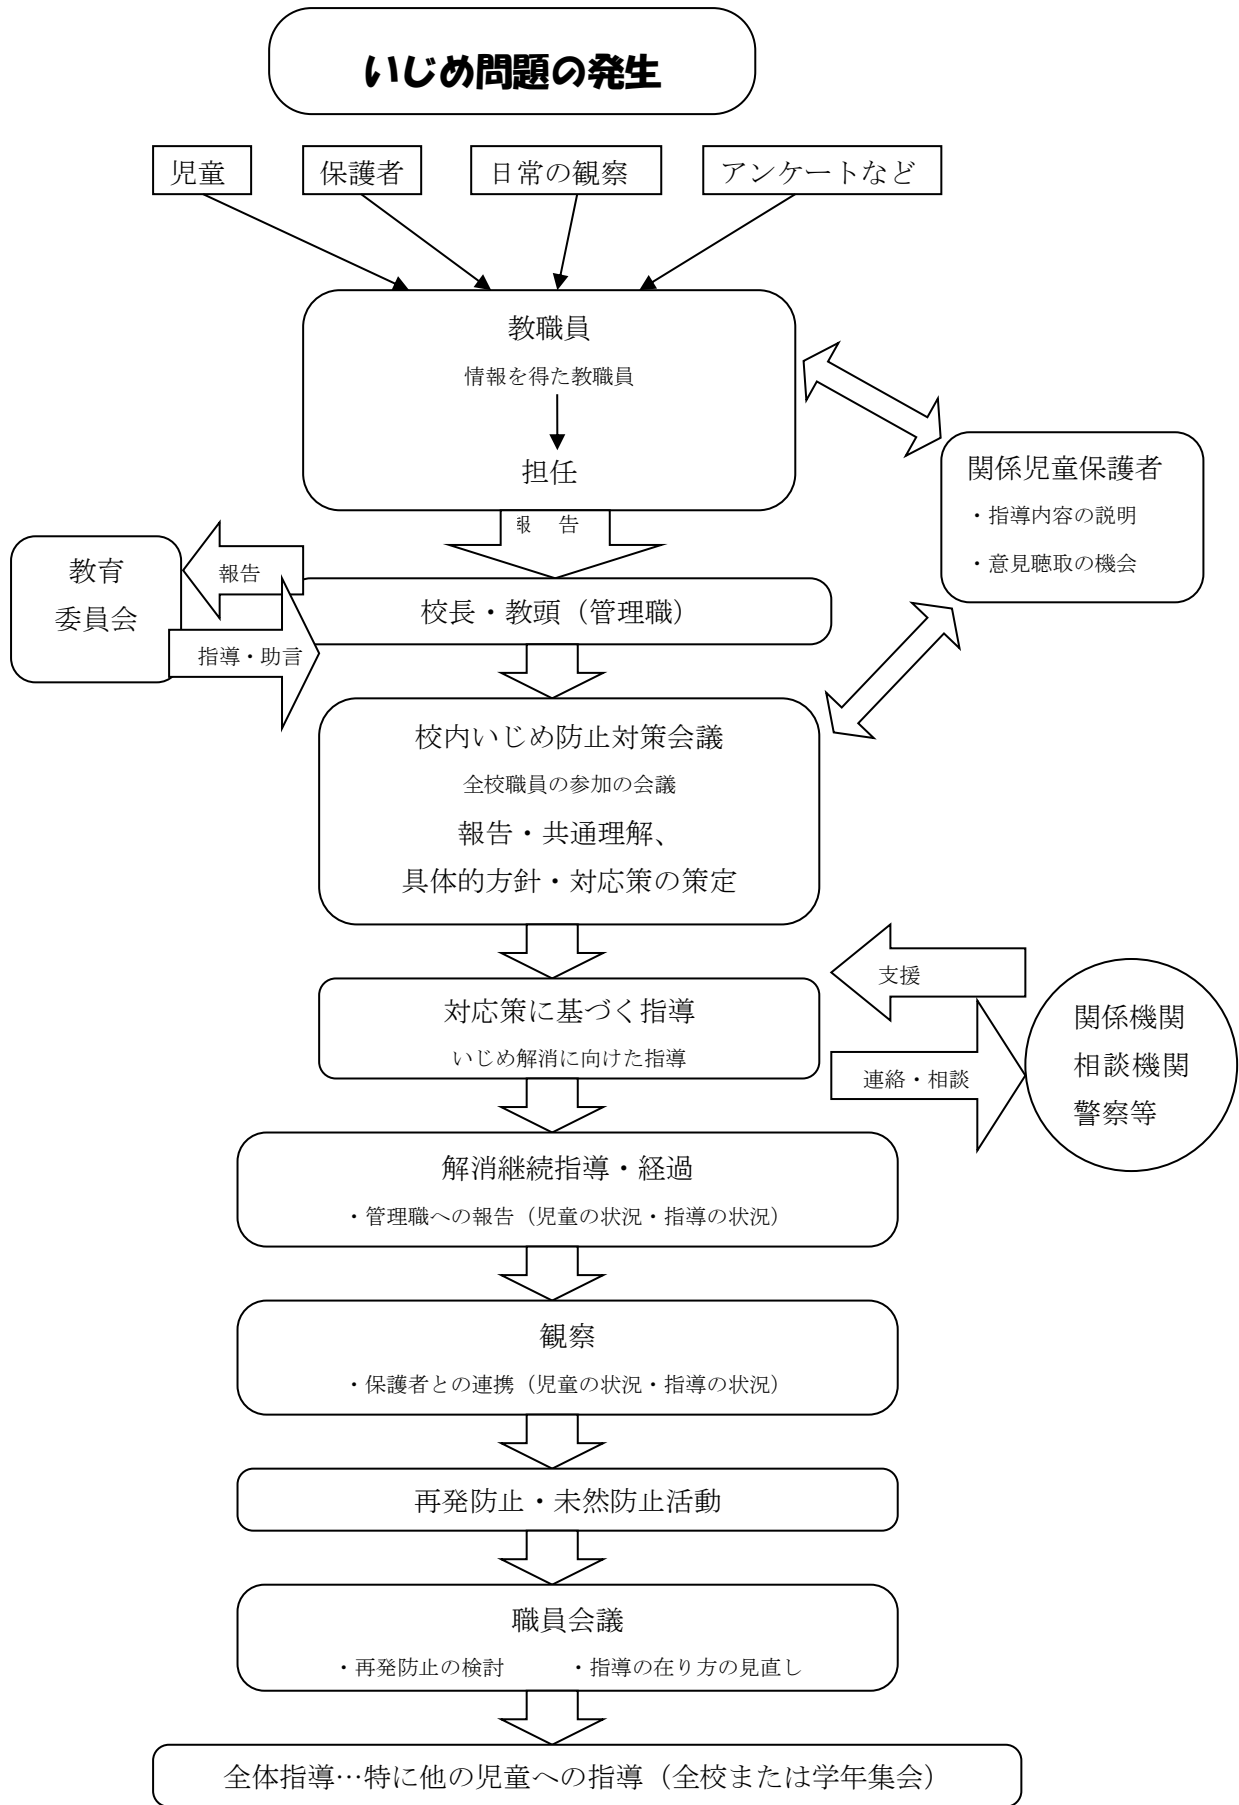 いじめ問題の発生
児童
保護者
日常の観察
アンケートなど
教職員
情報を得た教職員
担任
関係児童保護者
・指導内容の説明
・意見聴取の機会
報 告
教育
委員会
報告
指導・助言
校長・教頭（管理職）
校内いじめ防止対策会議
全校職員の参加の会議
報告・共通理解、
具体的方針・対応策の策定
支援
対応策に基づく指導
いじめ解消に向けた指導
連絡・相談
関係機関
相談機関
警察等
解消継続指導・経過
・管理職への報告（児童の状況・指導の状況）
観察
・保護者との連携（児童の状況・指導の状況）
再発防止・未然防止活動
職員会議
・再発防止の検討　　・指導の在り方の見直し
全体指導…特に他の児童への指導（全校または学年集会）